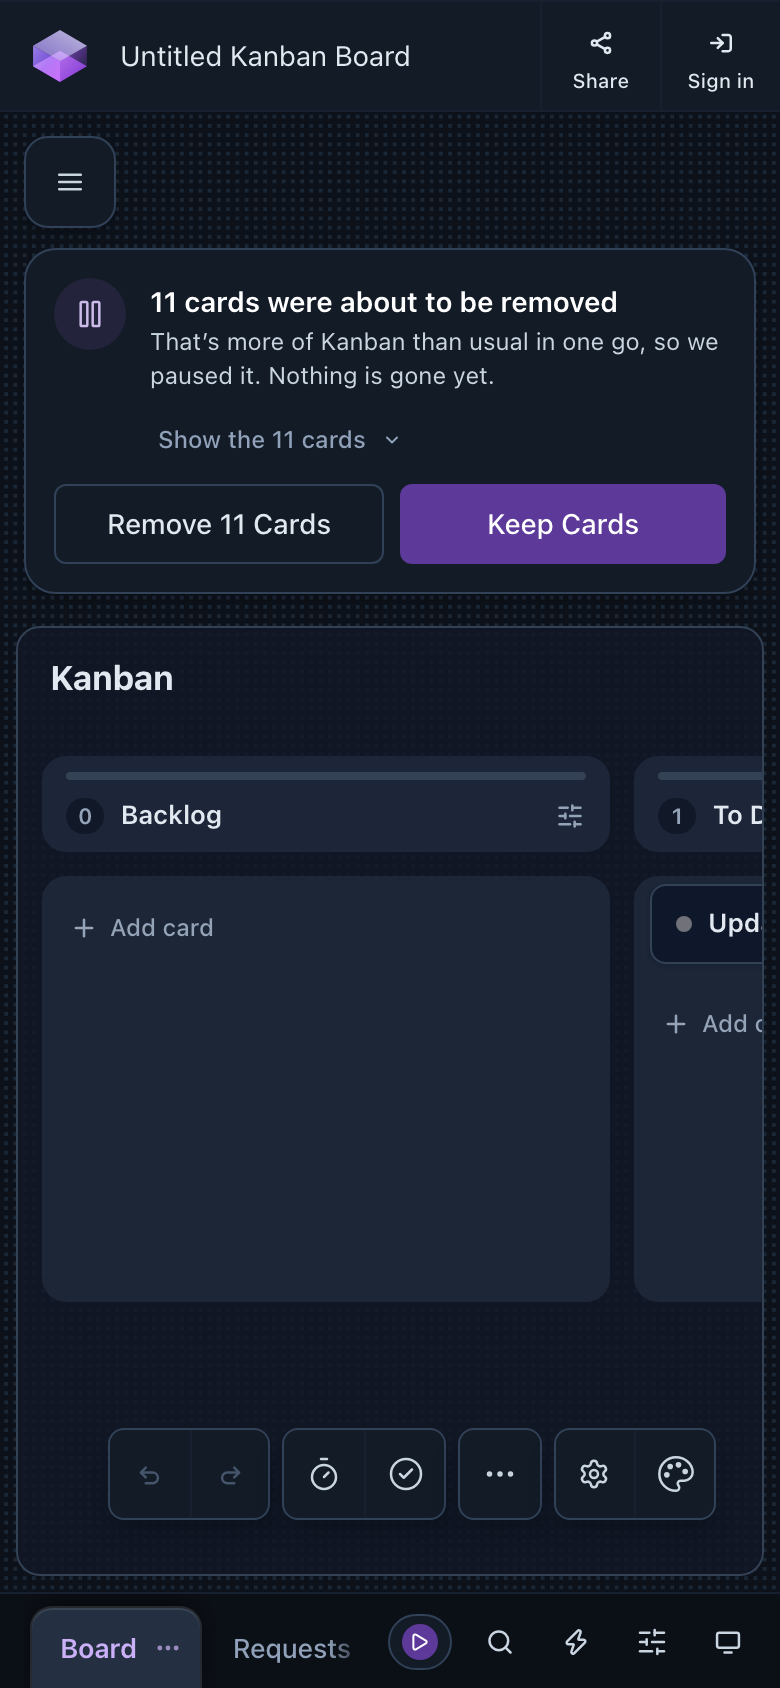 Untitled Kanban Board
Share
Sign in
11 cards were about to be removed
That’s more of Kanban than usual in one go, so we
paused it. Nothing is gone yet.
Show the 11 cards
Remove 11 Cards
Keep Cards
Kanban
0 Backlog
1 To
Add card
Add
Board
Requests